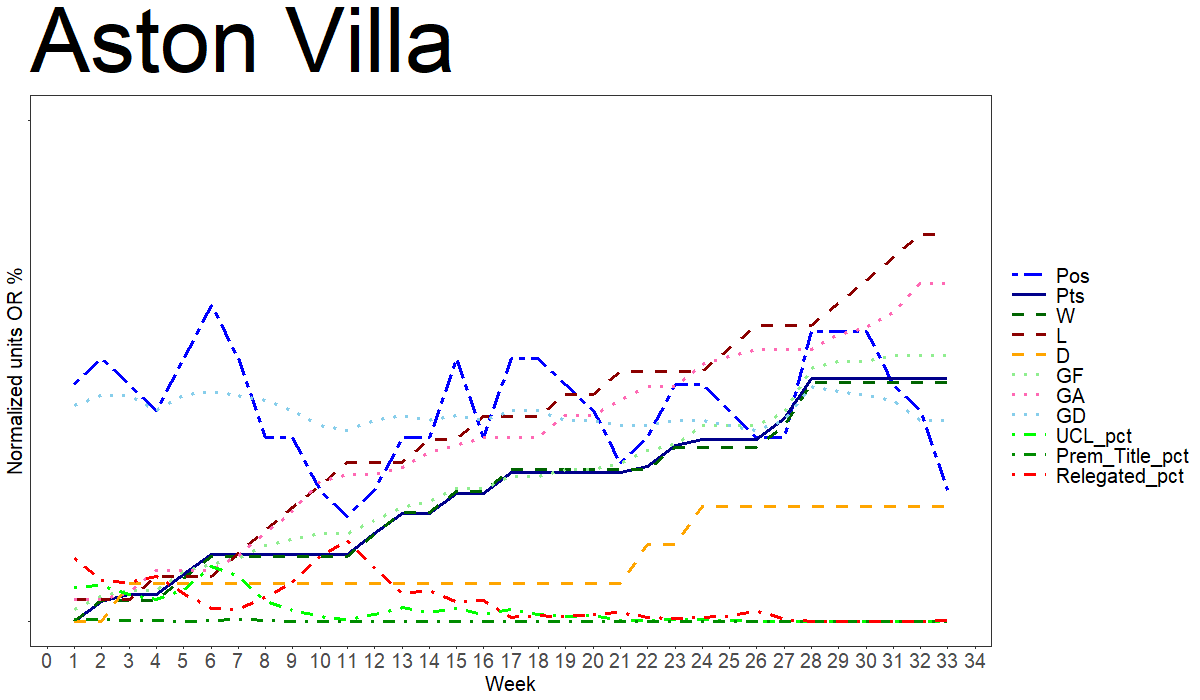 Aston Villa
Normalized units OR %
Pos
Pts
W
L
D
GF
GA
GD
UCL_pct
Prem_Title_pct
Relegated_pct
0 1 2 3 4 5 6 7 8 9 10 11 12 13 14 15 16 17 18 19 20 21 22 23 24 25 26 27 28 29 30 31 32 33 34
Week